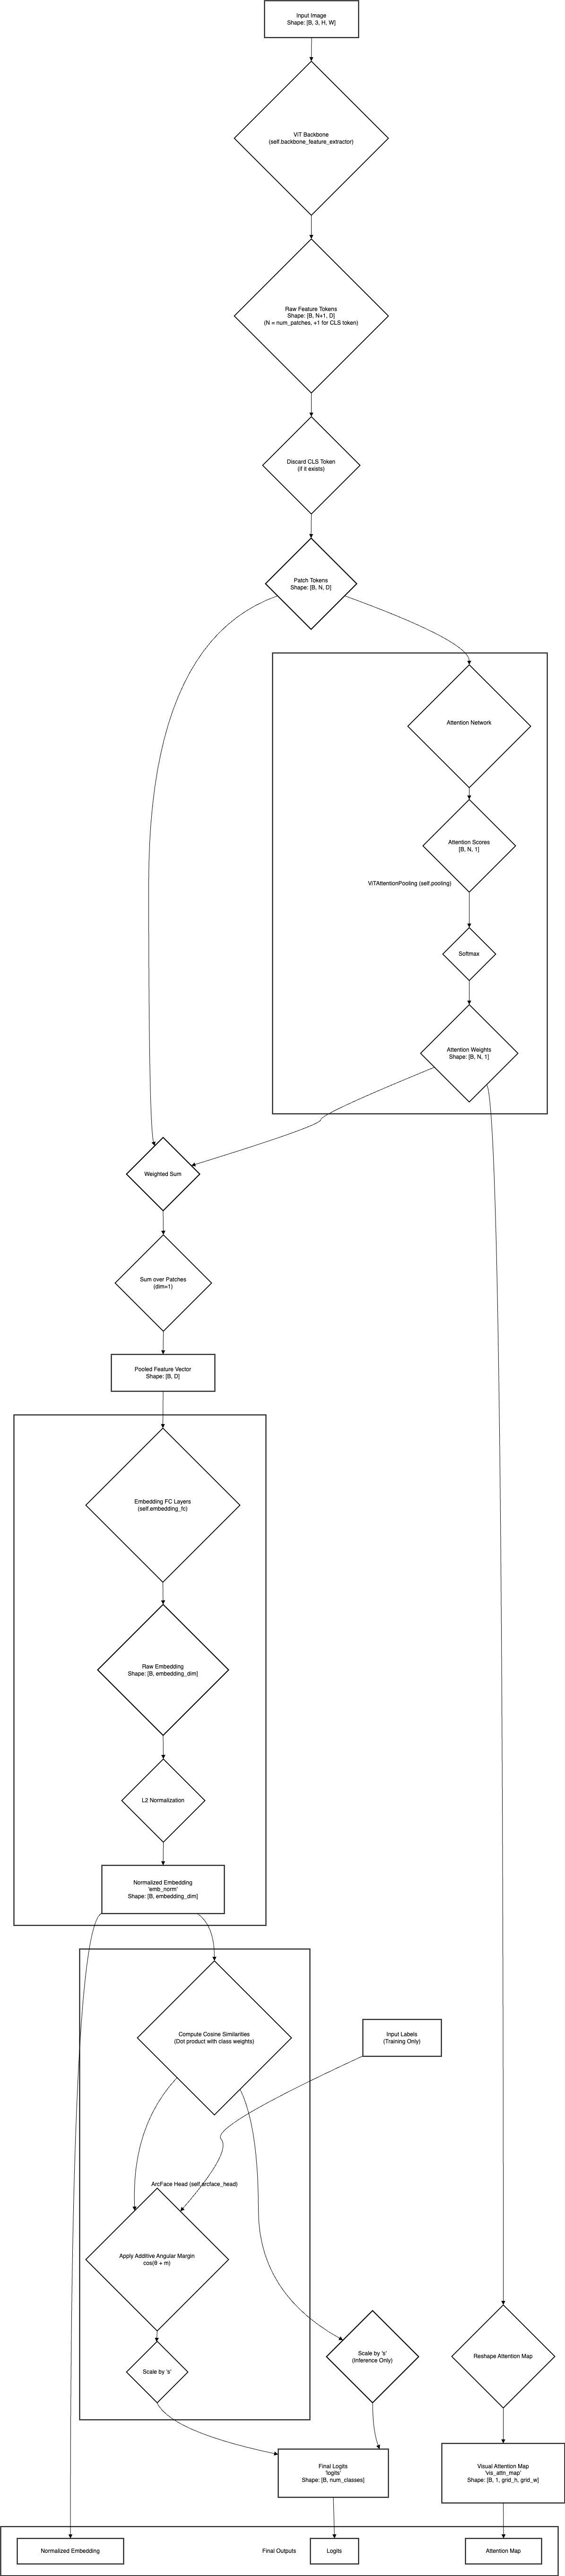 Input Image
Shape: [B, 3, H, W]
ViT Backbone
(self.backbone_feature_extractor)
Raw Feature Tokens
Shape: [B, N+1, D]
(N = num_patches, +1 for CLS token)
Discard CLS Token
(if it exists)
Patch Tokens
Shape: [B, N, D]
Attention Network
Attention Scores
[B, N, 1]
ViTAttentionPooling (self.pooling)
Softmax
Attention Weights
Shape: [B, N, 1]
Weighted Sum
Sum over Patches
(dim=1)
Pooled Feature Vector
Shape: [B, D]
Embedding FC Layers
(self.embedding_fc)
Raw Embedding
Shape: [B, embedding_dim]
L2 Normalization
Normalized Embedding
'emb_norm'
Shape: [B, embedding_dim]
Compute Cosine Similarities
(Dot product with class weights)
Input Labels
(Training Only)
ArcFace Head (self.arcface_head)
Apply Additive Angular Margin
cos(θ + m)
Scale by 's'
Scale by 's'
(Inference Only)
Reshape Attention Map
Final Logits
'logits'
Shape: [B, num_classes]
Visual Attention Map
'vis_attn_map'
Shape: [B, 1, grid_h, grid_w]
Normalized Embedding
Final Outputs
Logits
Attention Map